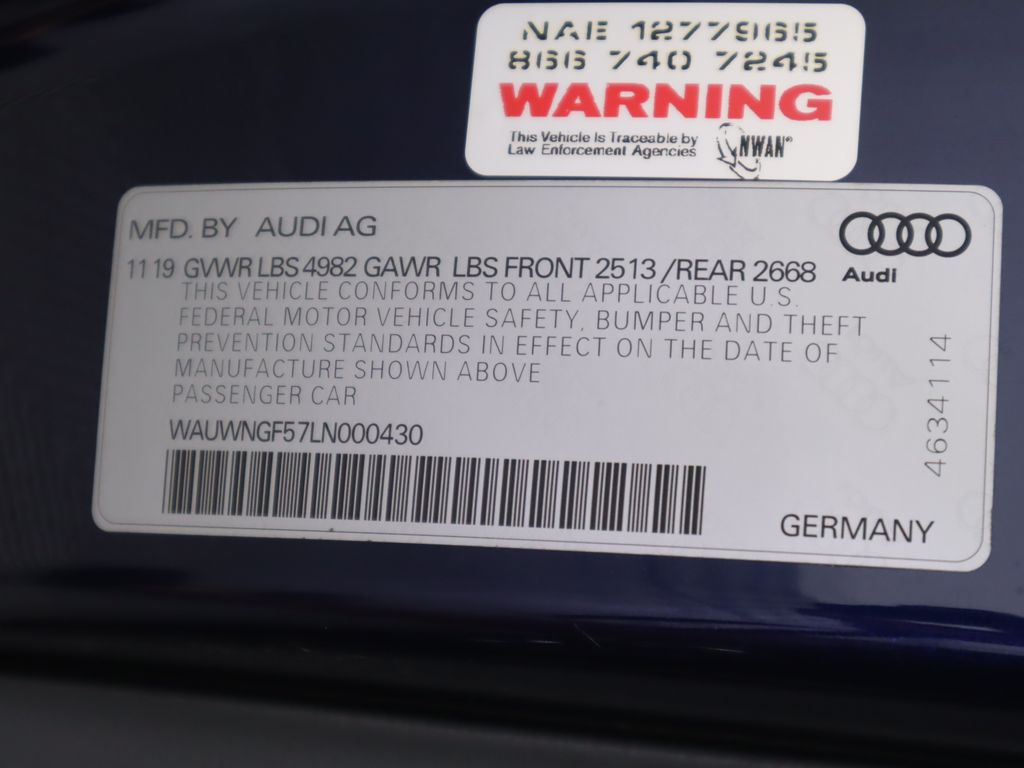 NAE 1277965
866 740 7245
WARNING
This Vehicle Is Traceable by
Law Enforcement Agencies
NWAN®
MFD. BY AUDI AG
Audi
11 19 GVWR LBS 4982 GAWR LBS FRONT 2513 /REAR 2668
THIS VEHICLE CONFORMS TO ALL APPLICABLE U.S.
FEDERAL MOTOR VEHICLE SAFETY, BUMPER AND THEFT
PREVENTION STANDARDS IN EFFECT ON THE DATE OF
MANUFACTURE SHOWN ABOVE
PASSENGER CAR
WAUWNGF57LN000430
4634114
GERMANY